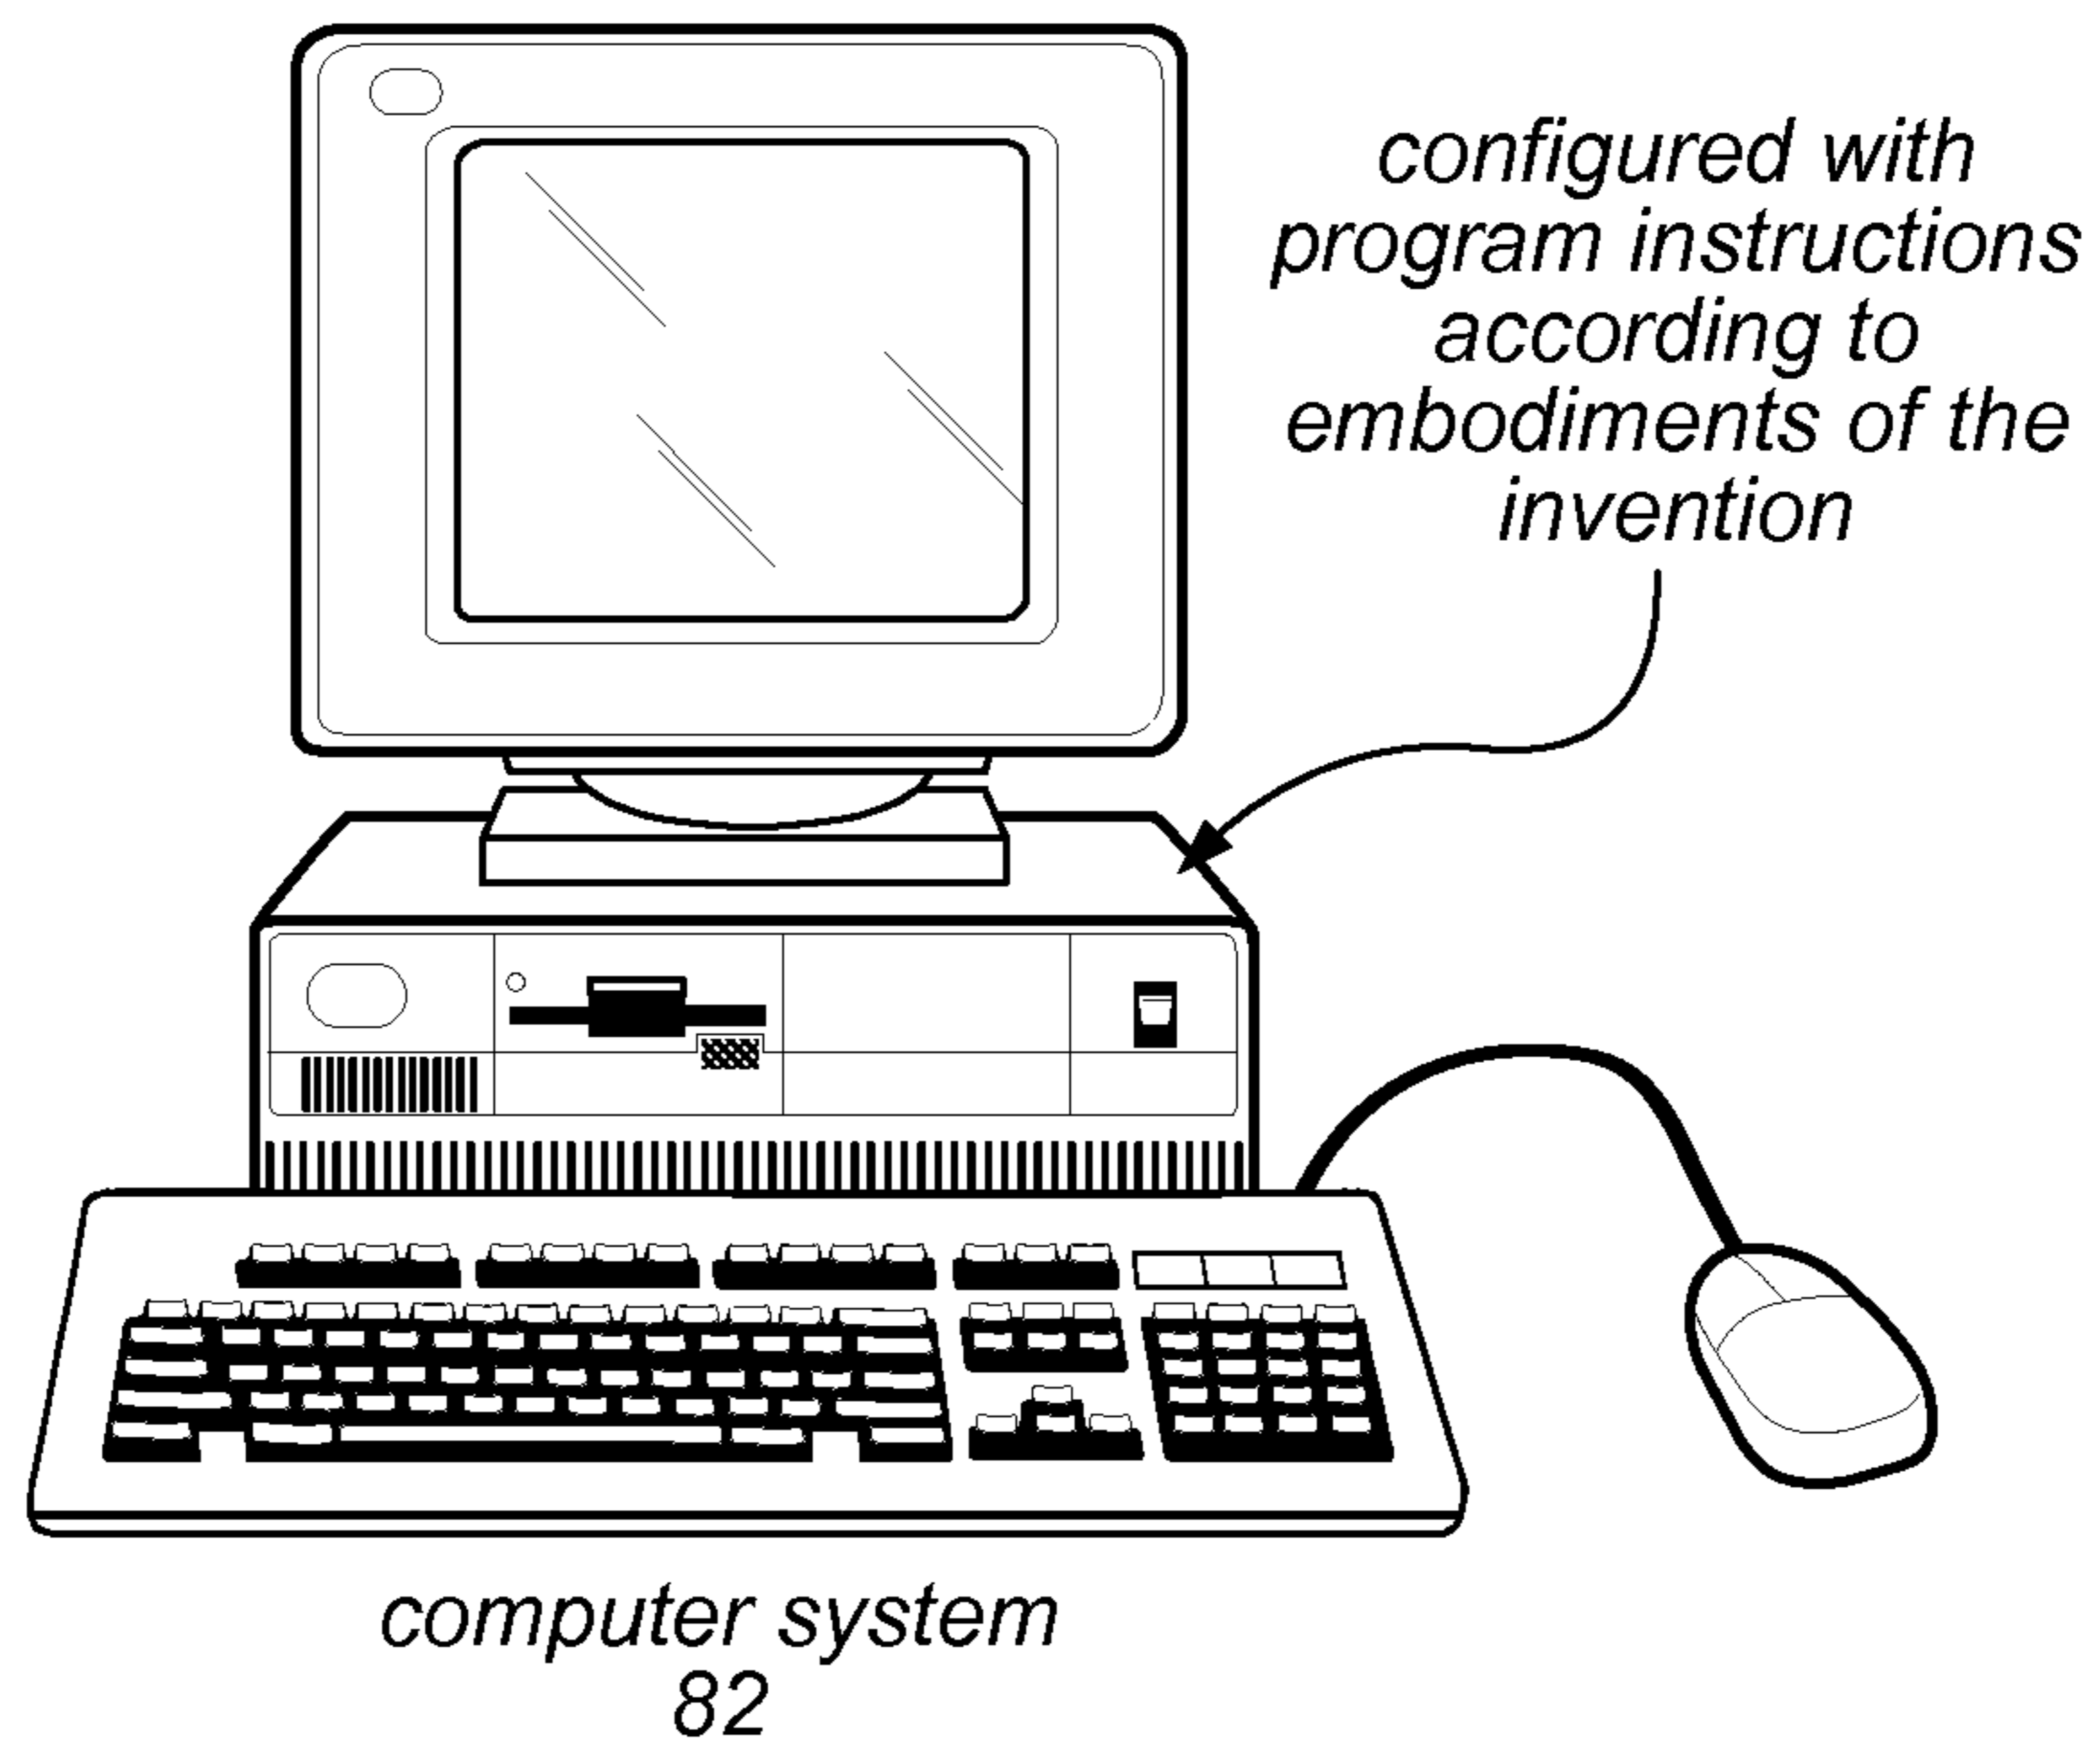 configured with
program instructions
according to
embodiments of the
invention
computer system
82